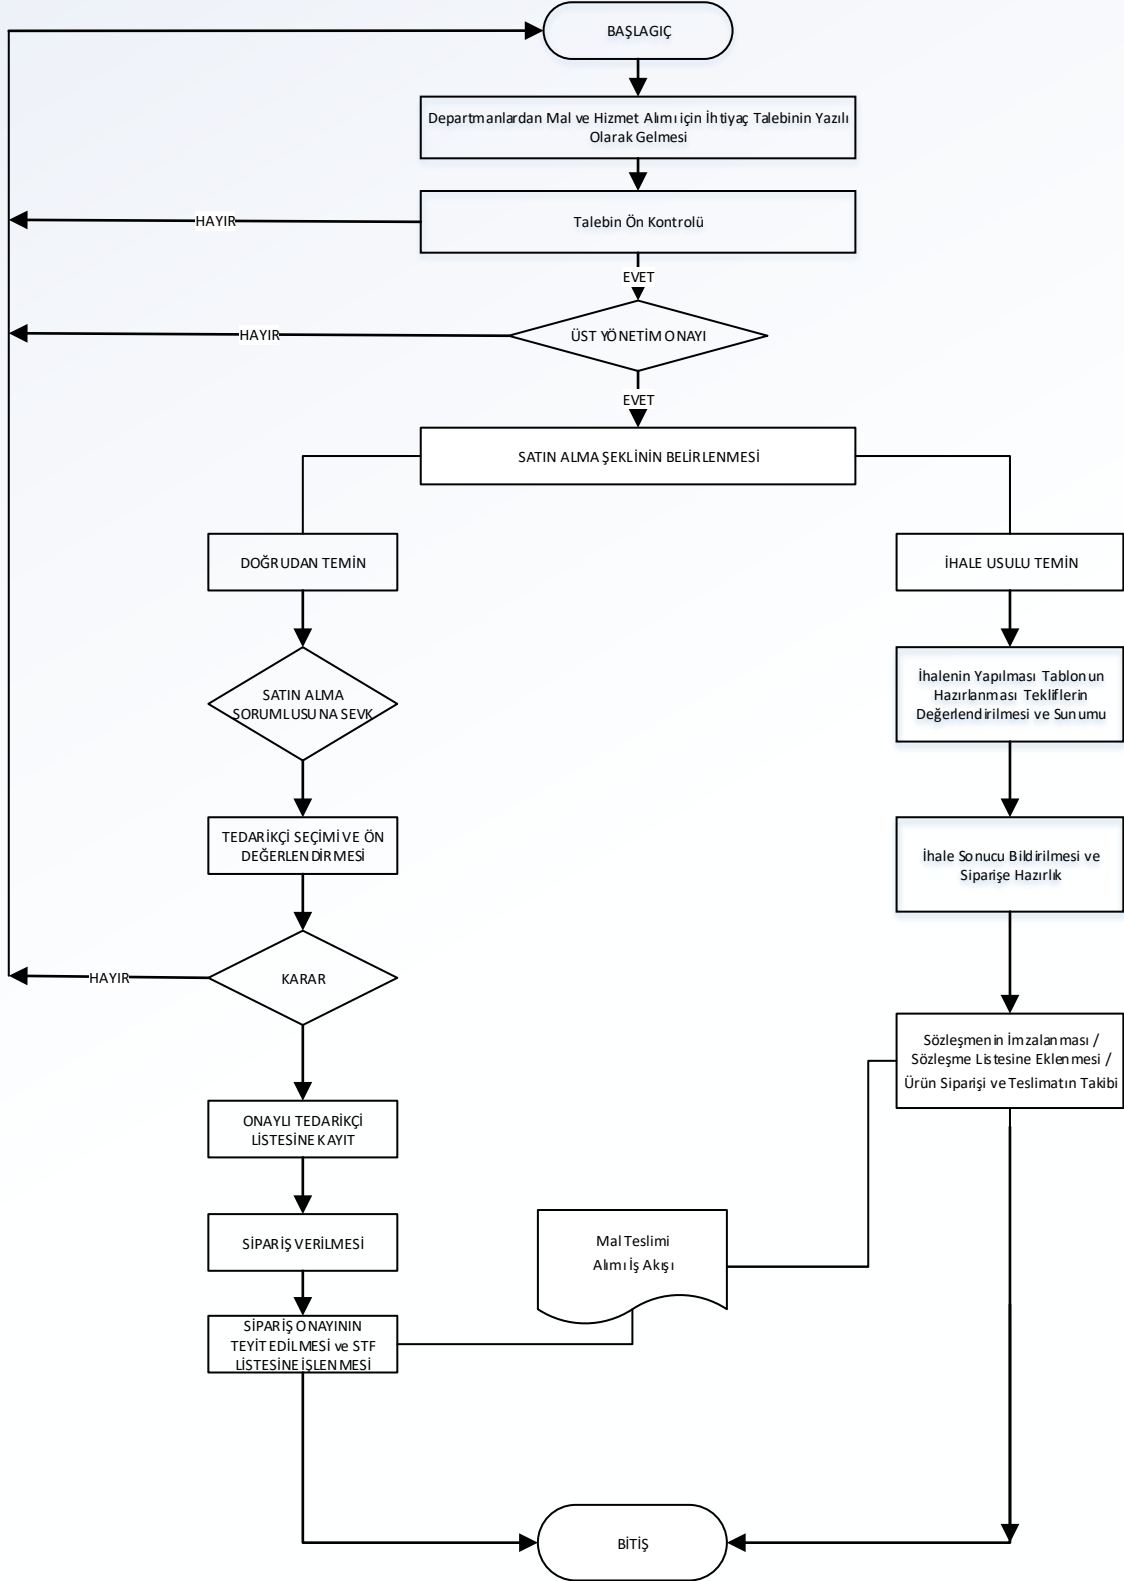 BAŞLAGIÇ
Departmanlardan Mal ve Hizmet Alımı için İhtiyaç Talebinin Yazılı
Olarak Gelmesi
HAYIR
Talebin Ön Kontrolü
EVET
HAYIR
ÜST YÖNETİM ONAYI
EVET
SATIN ALMA ŞEKLİNİN BELİRLENMESİ
DOĞRUDAN TEMİN
İHALE USULU TEMİN
SATIN ALMA
SORUMLUSUNA SEVK
İhalenin Yapılması Tablonun
Hazırlanması Tekliflerin
Değerlendirilmesi ve Sunumu
TEDARİKÇİ SEÇİMİ VE ÖN
DEĞERLENDİRMESİ
İhale Sonucu Bildirilmesi ve
Siparişe Hazırlık
HAYIR
KARAR
Sözleşmenin İmzalanması /
Sözleşme Listesine Eklenmesi /
Ürün Siparişi ve Teslimatın Takibi
ONAYLI TEDARİKÇİ
LİSTESİNE KAYIT
SİPARİŞ VERİLMESİ
Mal Teslimi
Alımı İş Akışı
SİPARİŞ ONAYININ
TEYİT EDİLMESİ ve STF
LİSTESİNE İŞLENMESİ
BİTİŞ